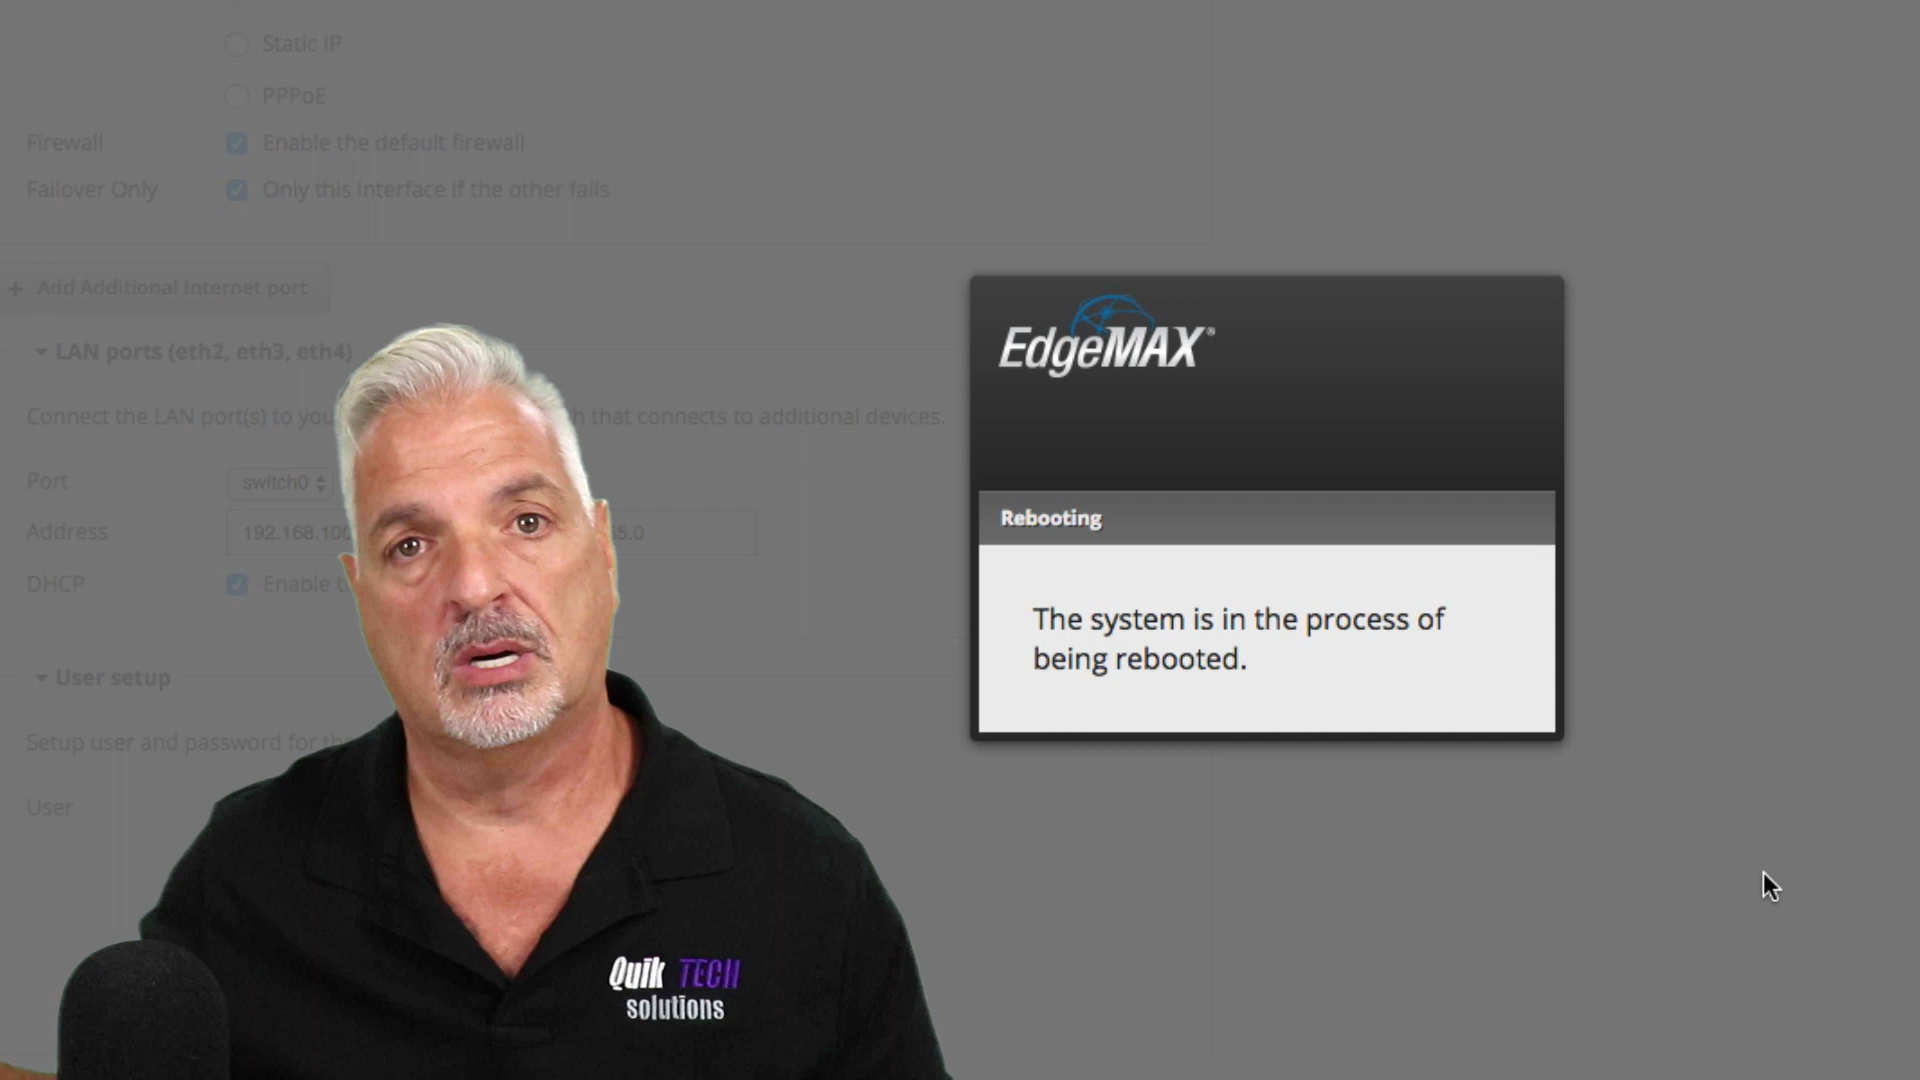 Static IP
PPPoE
Firewall
Enable the default firewall
Failover Only
Only this interface if the other fails
+ Add Additional Internet port
LAN ports (eth2, eth3, eth4)
Connect the LAN port(s) to you
h that connects to additional devices.
Port
switch0
Address
192.168.100
5.0
DHCP
Enable t
User setup
Setup user and password for th
User
EdgeMAX®
Rebooting
The system is in the process of
being rebooted.
Quik TECH
solutions